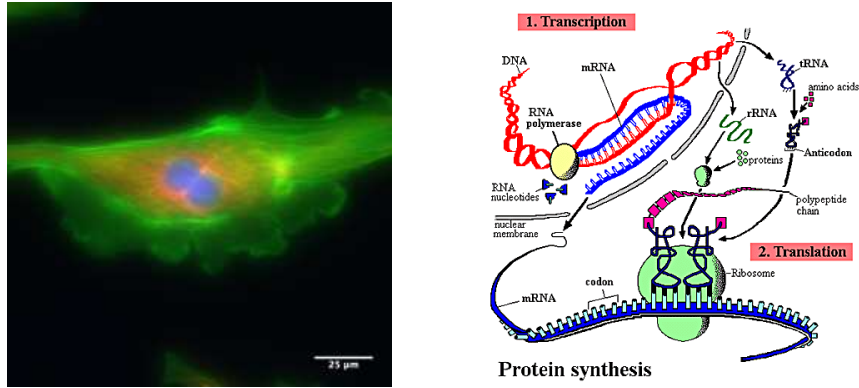 25 µm
1. Transcription
DNA
mRNA
tRNA
amino acids
RNA
polymerase
rRNA
Anticodon
proteins
RNA
nucleotides
nuclear
membrane
polypeptide
chain
2. Translation
Ribosome
codon
mRNA
Protein synthesis